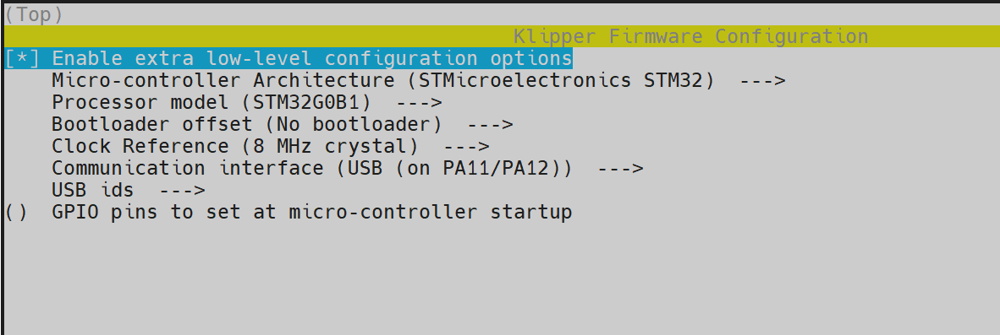 (Top)
Klipper Firmware Configuration
[*] Enable extra low-level configuration options
Micro-controller Architecture (STMicroelectronics STM32)  --->
Processor model (STM32G0B1)  --->
Bootloader offset (No bootloader)  --->
Clock Reference (8 MHz crystal)  --->
Communication interface (USB (on PA11/PA12))  --->
USB ids  --->
()  GPIO pins to set at micro-controller startup